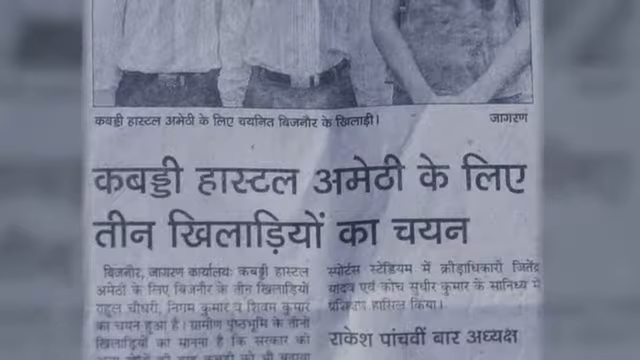 कबड्डी हास्टल अमेठी के लिए चयनित बिजनौर के खिलाड़ी।
जागरण
कबड्डी हास्टल अमेठी के लिए
तीन खिलाड़ियों का चयन
बिजनौर, जागरण कार्यालयः कबड्डी हास्टल
अमेठी के लिए बिजनौर के तीन खिलाड़ियों
राहुल चौधरी, निगम कुमार व शिवम कुमार
का चयन हुआ है। ग्रामीण पृष्ठभूमि के तीनों
खिलाड़ियों का मानना है कि सरकार को
स्पोर्टस स्टेडियम में क्रीड़ाधिकारी जितेंद्र
यादव एवं कोच सुधीर कुमार के सानिध्य में
प्रशिक्षण हासिल किया।
राकेश पांचवीं बार अध्यक्ष